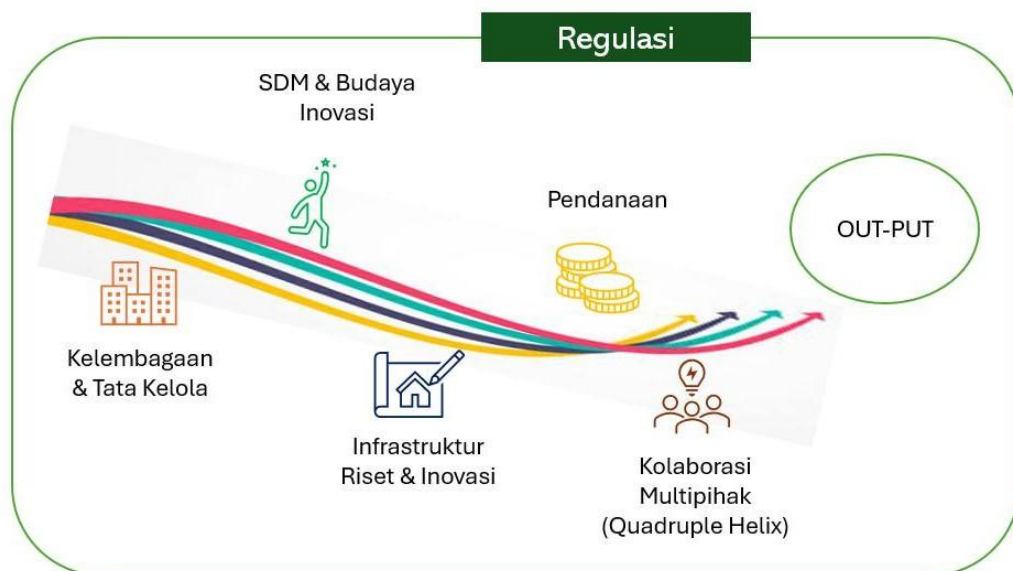 Regulasi
SDM & Budaya
Inovasi
Pendanaan
OUT-PUT
Kelembagaan
& Tata Kelola
Infrastruktur
Riset & Inovasi
Kolaborasi
Multipihak
(Quadruple Helix)